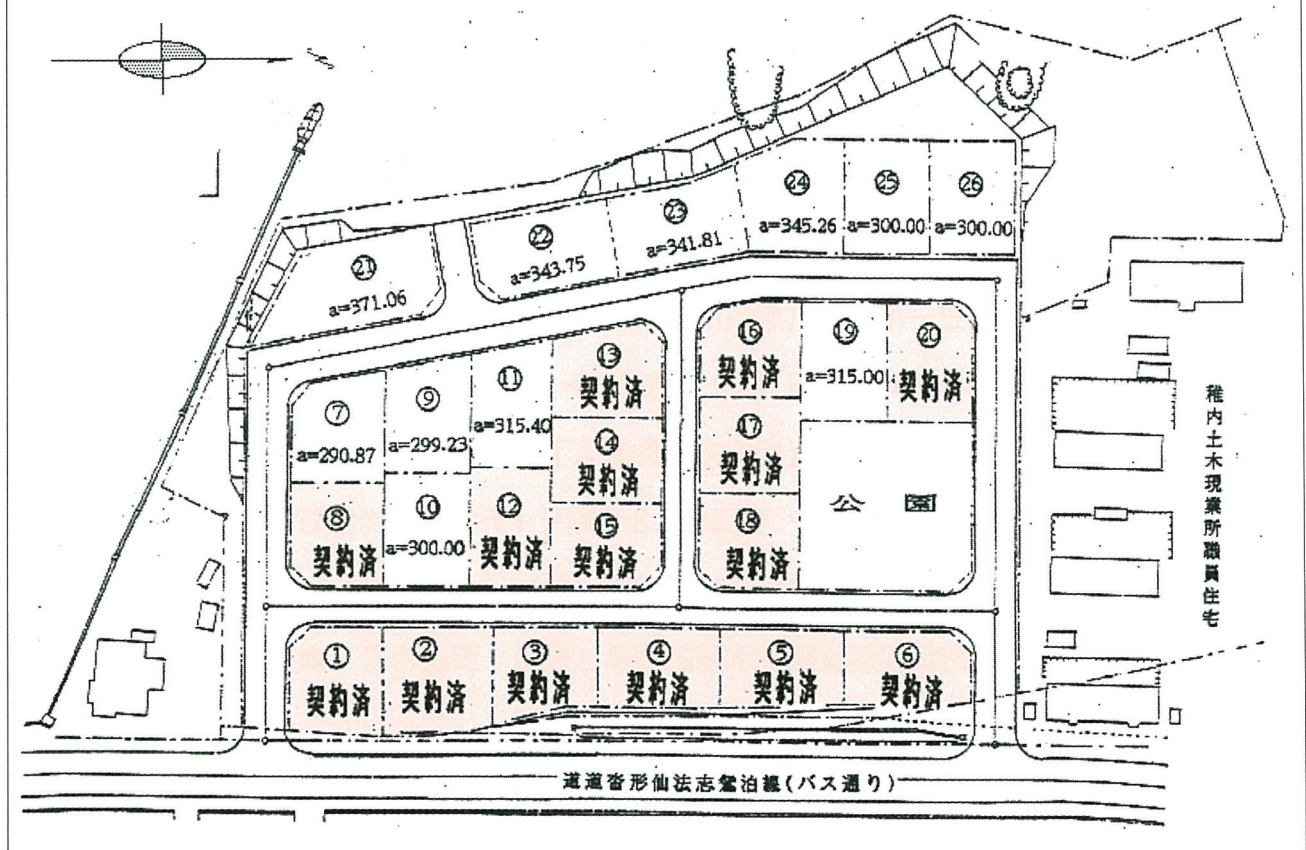 ㉔
㉕
㉖
a=345.26
a=300.00
a=300.00
㉓
a=341.81
㉒
a=343.75
㉑
a=371.06
⑯
契約済
⑲
a=315.00
⑳
契約済
⑬
契約済
⑪
a=315.40
⑨
a=299.23
⑦
a=290.87
⑰
契約済
⑭
契約済
⑧
契約済
⑩
a=300.00
⑫
契約済
⑮
契約済
⑱
契約済
公園
稚内土木現業所職員住宅
①
契約済
②
契約済
③
契約済
④
契約済
⑤
契約済
⑥
契約済
道道沓形仙法志鴛泊線(バス通り)